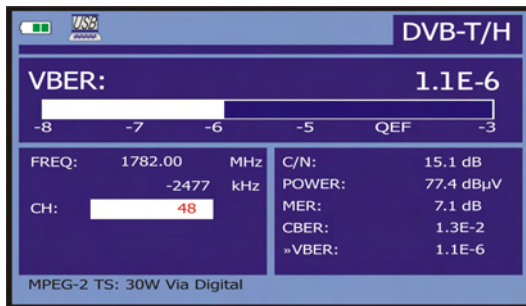 USB
DVB-T/H
VBER: 1.1E-6
-8 -7 -6 -5 QEF -3
FREQ: 1782.00 MHz
-2477 kHz
CH: 48
C/N: 15.1 dB
POWER: 77.4 dBµV
MER: 7.1 dB
CBER: 1.3E-2
»VBER: 1.1E-6
MPEG-2 TS: 30W Via Digital